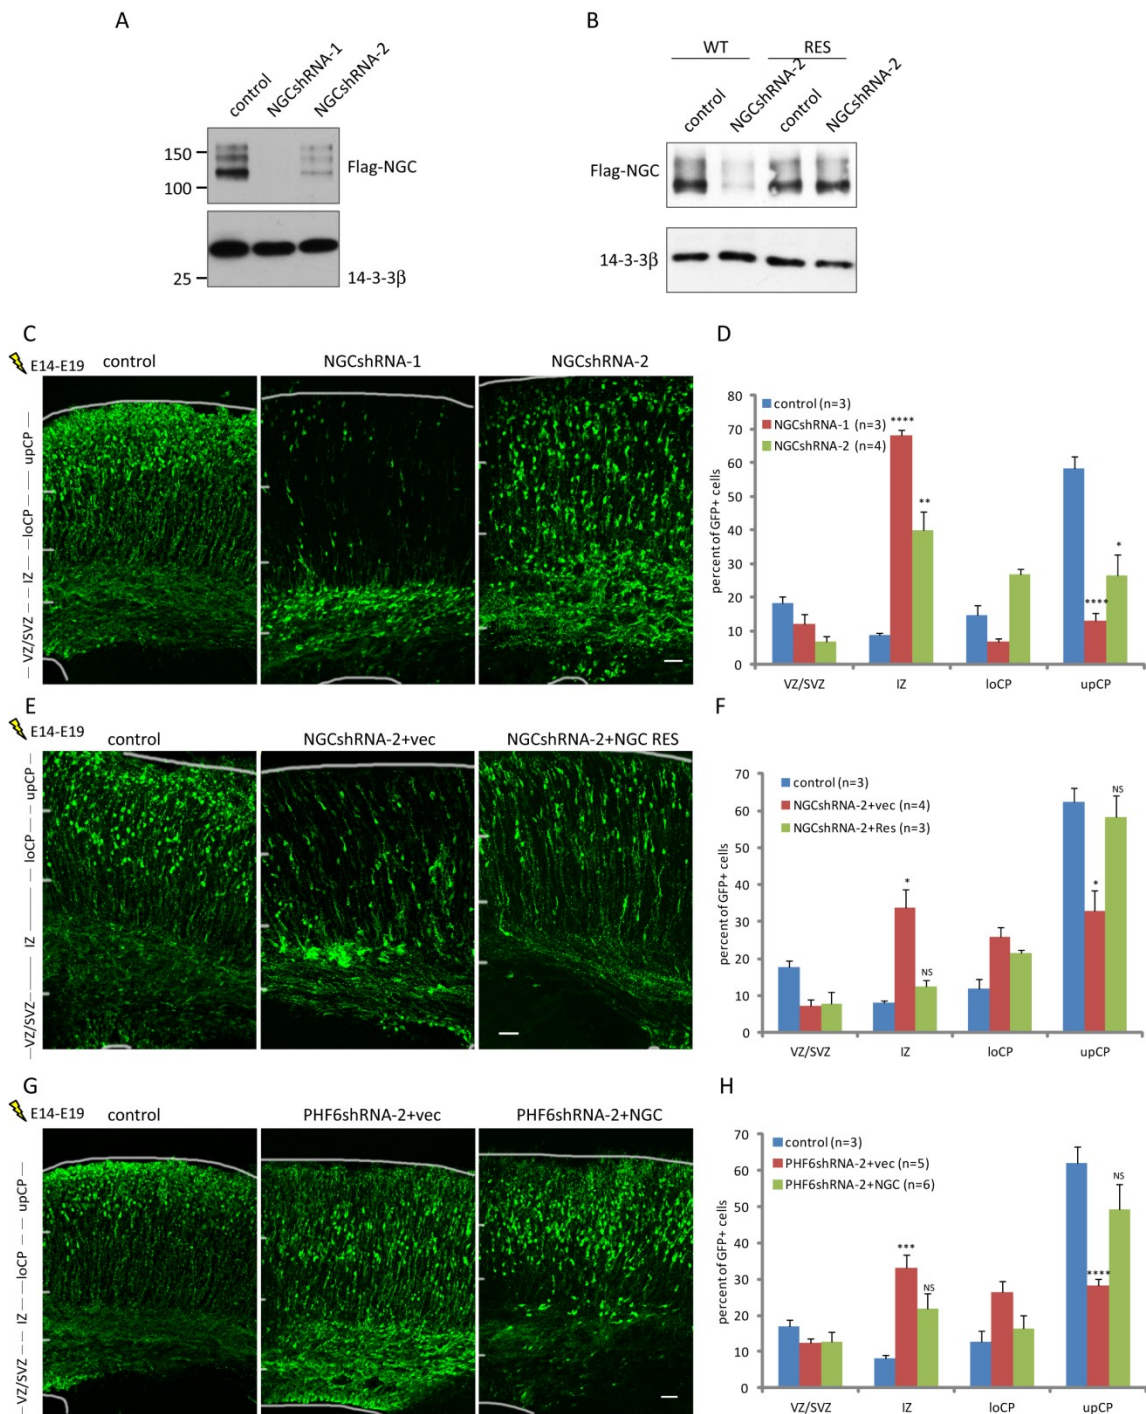 A
control
NGCshRNA-1
NGCshRNA-2
150
100
Flag-NGC
25
14-3-3β
B
WT
RES
control
NGCshRNA-2
control
NGCshRNA-2
Flag-NGC
14-3-3β
C
E14-E19
control
NGCshRNA-1
NGCshRNA-2
— VZ/SVZ — — IZ — — loCP — — upCP —
D
control (n=3)
NGCshRNA-1 (n=3)
NGCshRNA-2 (n=4)
percent of GFP+ cells
80
70
60
50
40
30
20
10
0
****
**
****
*
VZ/SVZ
IZ
loCP
upCP
E
E14-E19
control
NGCshRNA-2+vec
NGCshRNA-2+NGC RES
— VZ/SVZ — — IZ — — loCP — — upCP —
F
control (n=3)
NGCshRNA-2+vec (n=4)
NGCshRNA-2+Res (n=3)
percent of GFP+ cells
70
60
50
40
30
20
10
0
*
NS
*
NS
VZ/SVZ
IZ
loCP
upCP
G
E14-E19
control
PHF6shRNA-2+vec
PHF6shRNA-2+NGC
— VZ/SVZ — — IZ — — loCP — — upCP —
H
control (n=3)
PHF6shRNA-2+vec (n=5)
PHF6shRNA-2+NGC (n=6)
percent of GFP+ cells
70
60
50
40
30
20
10
0
***
NS
****
NS
VZ/SVZ
IZ
loCP
upCP